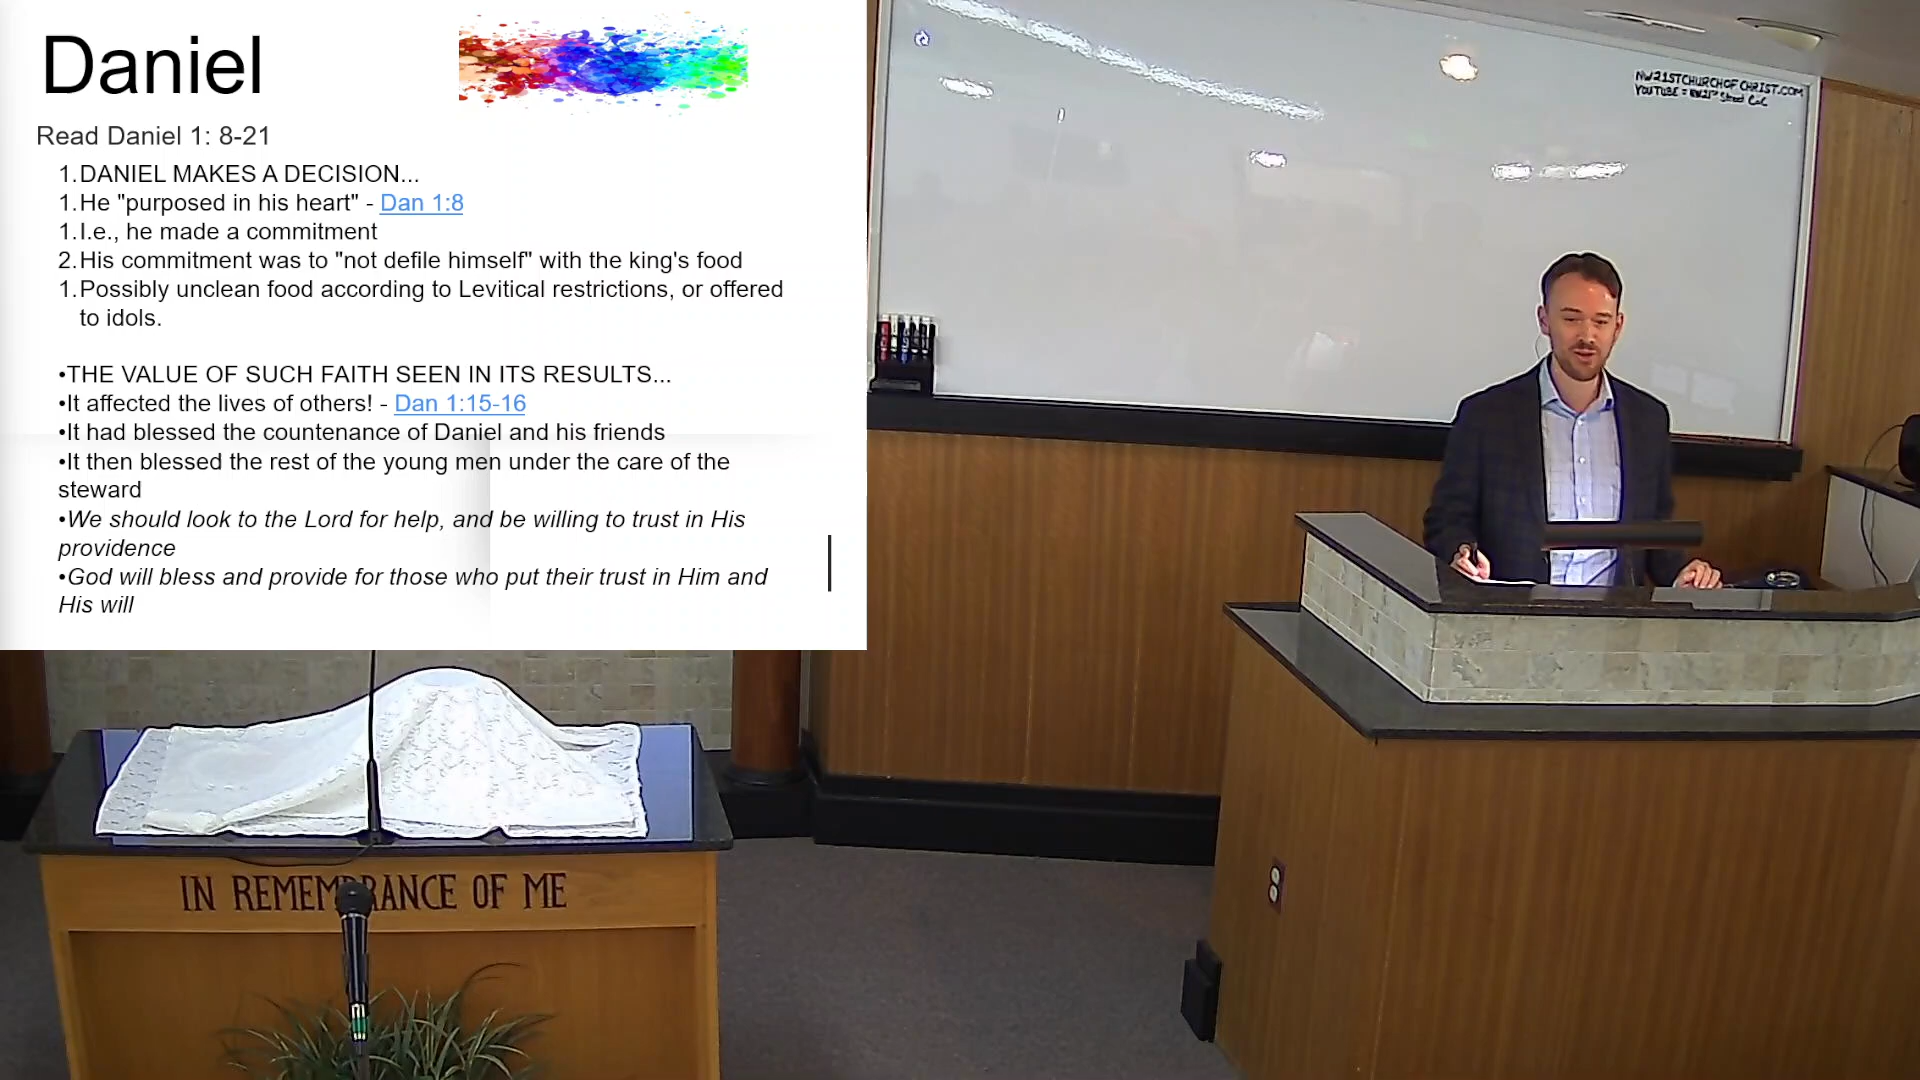 Daniel
Read Daniel 1: 8-21
1.DANIEL MAKES A DECISION...
1.He "purposed in his heart" - Dan 1:8
1.I.e., he made a commitment
2.His commitment was to "not defile himself" with the king's food
1.Possibly unclean food according to Levitical restrictions, or offered
to idols.
•THE VALUE OF SUCH FAITH SEEN IN ITS RESULTS...
•It affected the lives of others! - Dan 1:15-16
•It had blessed the countenance of Daniel and his friends
•It then blessed the rest of the young men under the care of the
steward
•We should look to the Lord for help, and be willing to trust in His
providence
•God will bless and provide for those who put their trust in Him and
His will
NW21STCHURCHOFCHRIST.COM
YOUTUBE = NW21st Street CoC
IN REMEMBRANCE OF ME